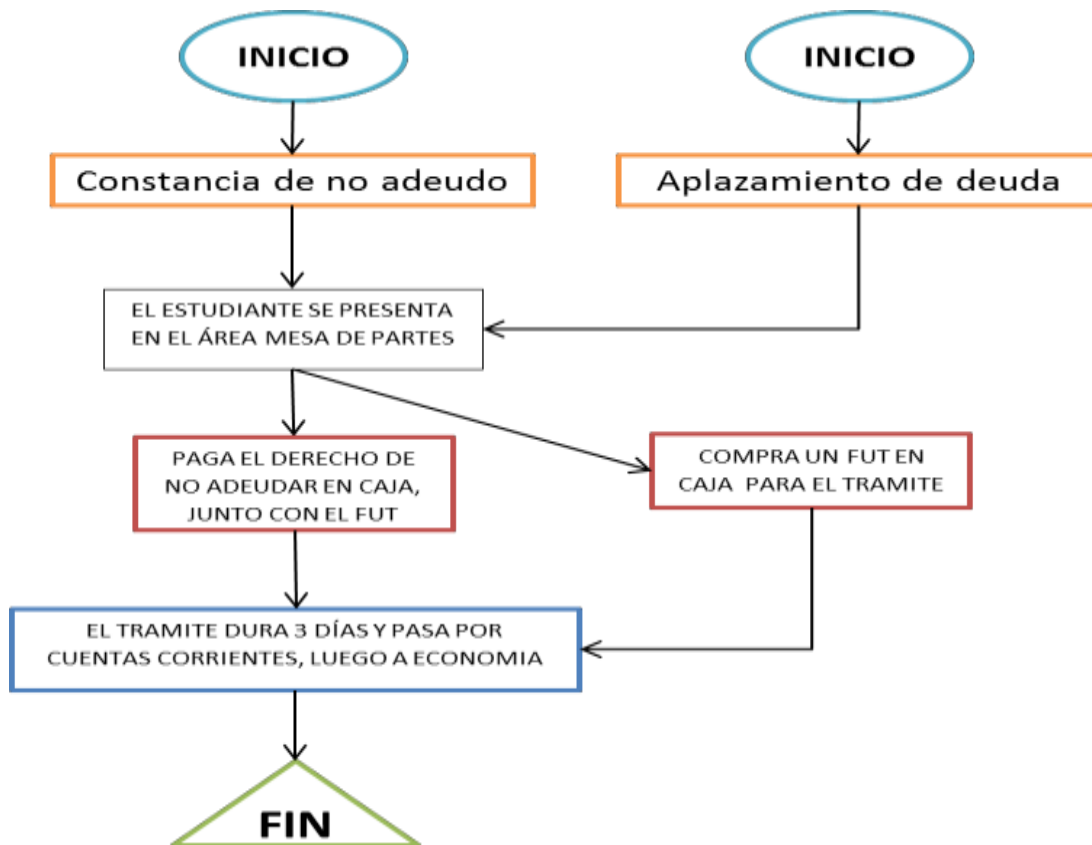 INICIO
INICIO
Constancia de no adeudo
Aplazamiento de deuda
EL ESTUDIANTE SE PRESENTA
EN EL ÁREA MESA DE PARTES
PAGA EL DERECHO DE
NO ADEUDAR EN CAJA,
JUNTO CON EL FUT
COMPRA UN FUT EN
CAJA PARA EL TRAMITE
EL TRAMITE DURA 3 DÍAS Y PASA POR
CUENTAS CORRIENTES, LUEGO A ECONOMIA
FIN